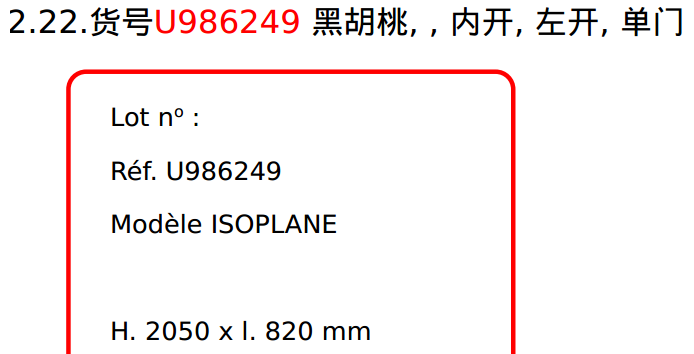 2.22.货号U986249 黑胡桃, , 内开, 左开, 单门
Lot nº :
Réf. U986249
Modèle ISOPLANE
H. 2050 x l. 820 mm